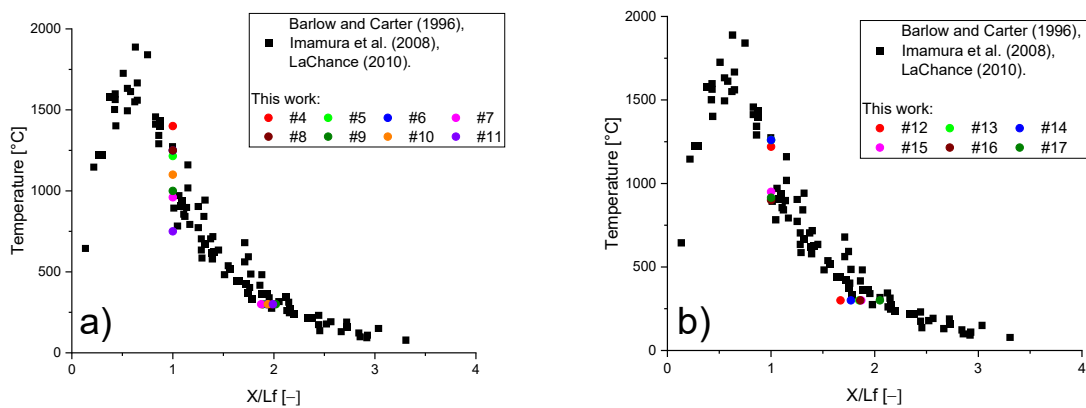 Barlow and Carter (1996),
Imamura et al. (2008),
LaChance (2010).
This work:
#4 #5 #6 #7
#8 #9 #10 #11
2000
1500
1000
500
0
Temperature [°C]
a)
0 1 2 3 4
X/Lf [−]
Barlow and Carter (1996),
Imamura et al. (2008),
LaChance (2010).
This work:
#12 #13 #14
#15 #16 #17
2000
1500
1000
500
0
Temperature [°C]
b)
0 1 2 3 4
X/Lf [−]